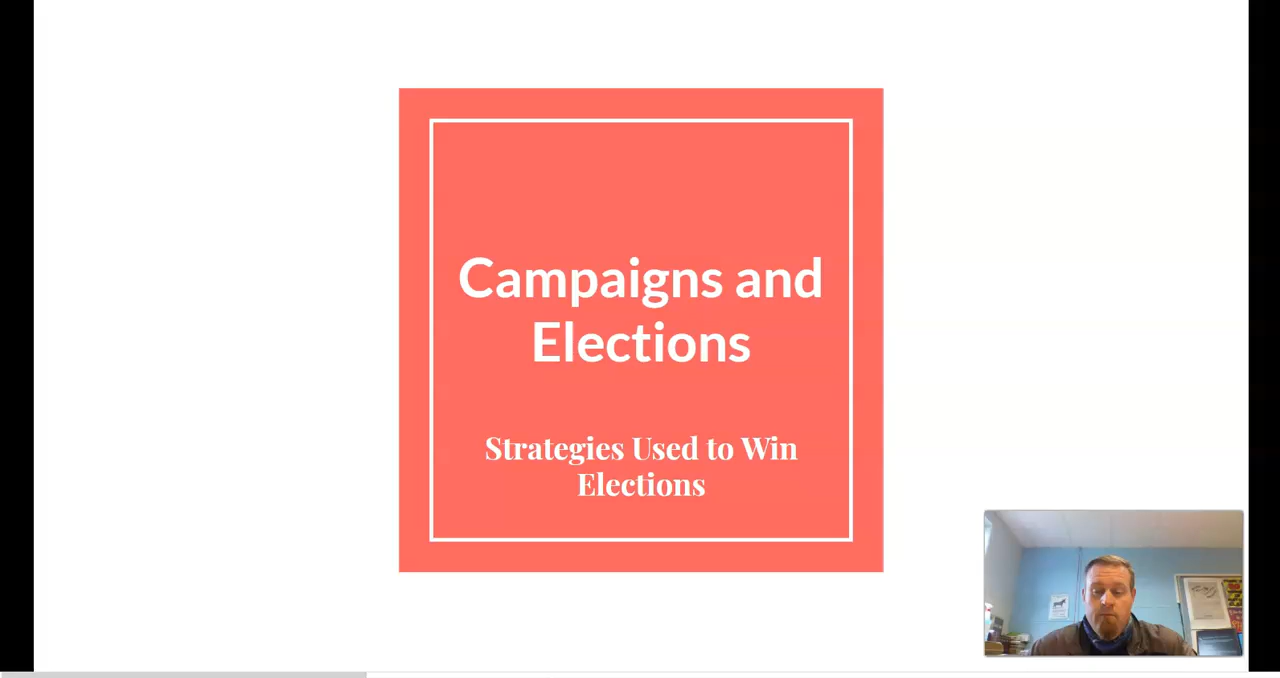 Campaigns and
Elections
Strategies Used to Win
Elections